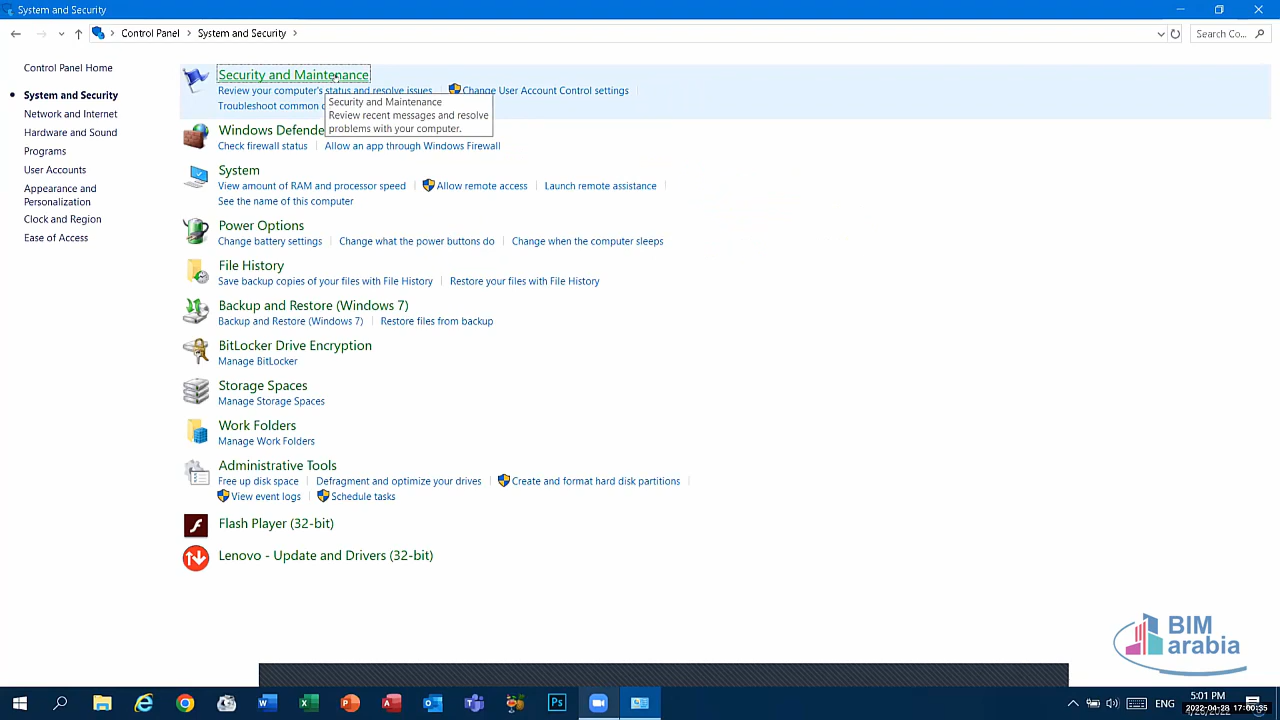 System and Security
Control Panel > System and Security >
Search Co...
Control Panel Home
System and Security
Network and Internet
Hardware and Sound
Programs
User Accounts
Appearance and
Personalization
Clock and Region
Ease of Access
Security and Maintenance
Review your computer's status and resolve issues
Change User Account Control settings
Troubleshoot common
Security and Maintenance
Review recent messages and resolve
problems with your computer.
Windows Defende
Check firewall status
Allow an app through Windows Firewall
System
View amount of RAM and processor speed
Allow remote access
Launch remote assistance
See the name of this computer
Power Options
Change battery settings
Change what the power buttons do
Change when the computer sleeps
File History
Save backup copies of your files with File History
Restore your files with File History
Backup and Restore (Windows 7)
Backup and Restore (Windows 7)
Restore files from backup
BitLocker Drive Encryption
Manage BitLocker
Storage Spaces
Manage Storage Spaces
Work Folders
Manage Work Folders
Administrative Tools
Free up disk space
Defragment and optimize your drives
Create and format hard disk partitions
View event logs
Schedule tasks
Flash Player (32-bit)
Lenovo - Update and Drivers (32-bit)
BIM
arabia
ENG
5:01 PM
2022-04-28 17:00:35